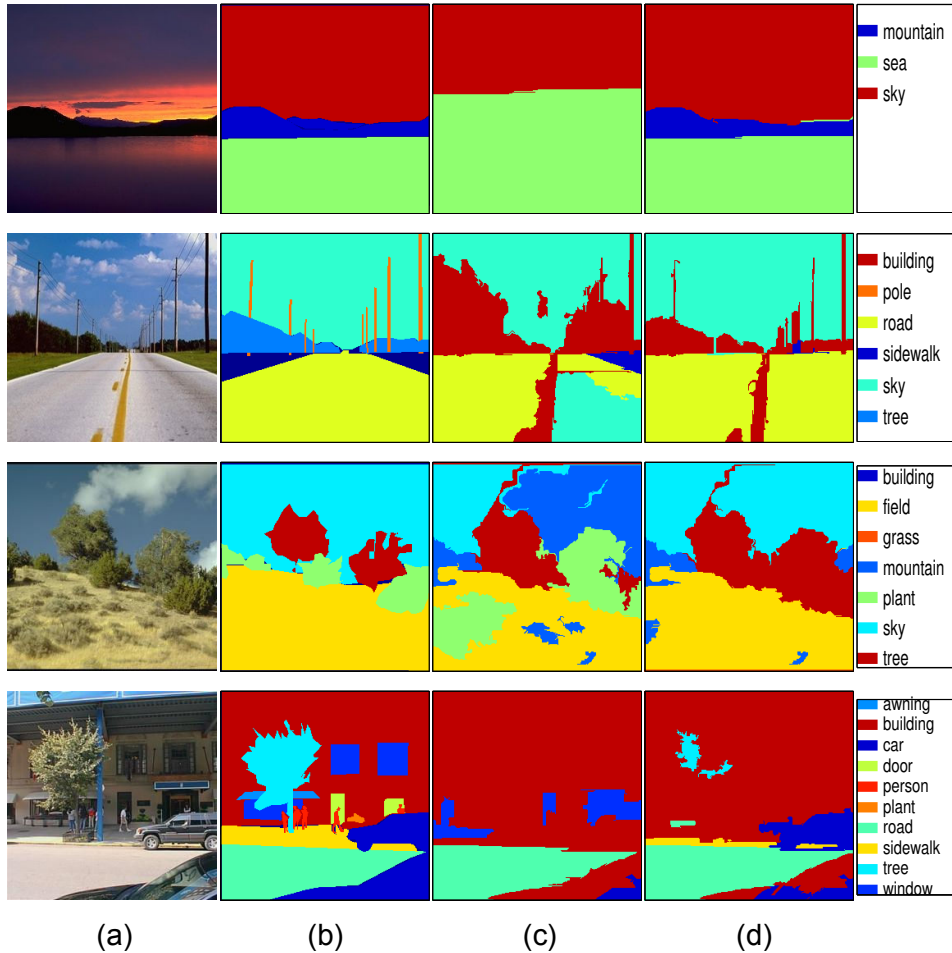 mountain
sea
sky
building
pole
road
sidewalk
sky
tree
building
field
grass
mountain
plant
sky
tree
awning
building
car
door
person
plant
road
sidewalk
tree
window
(a) (b) (c) (d)